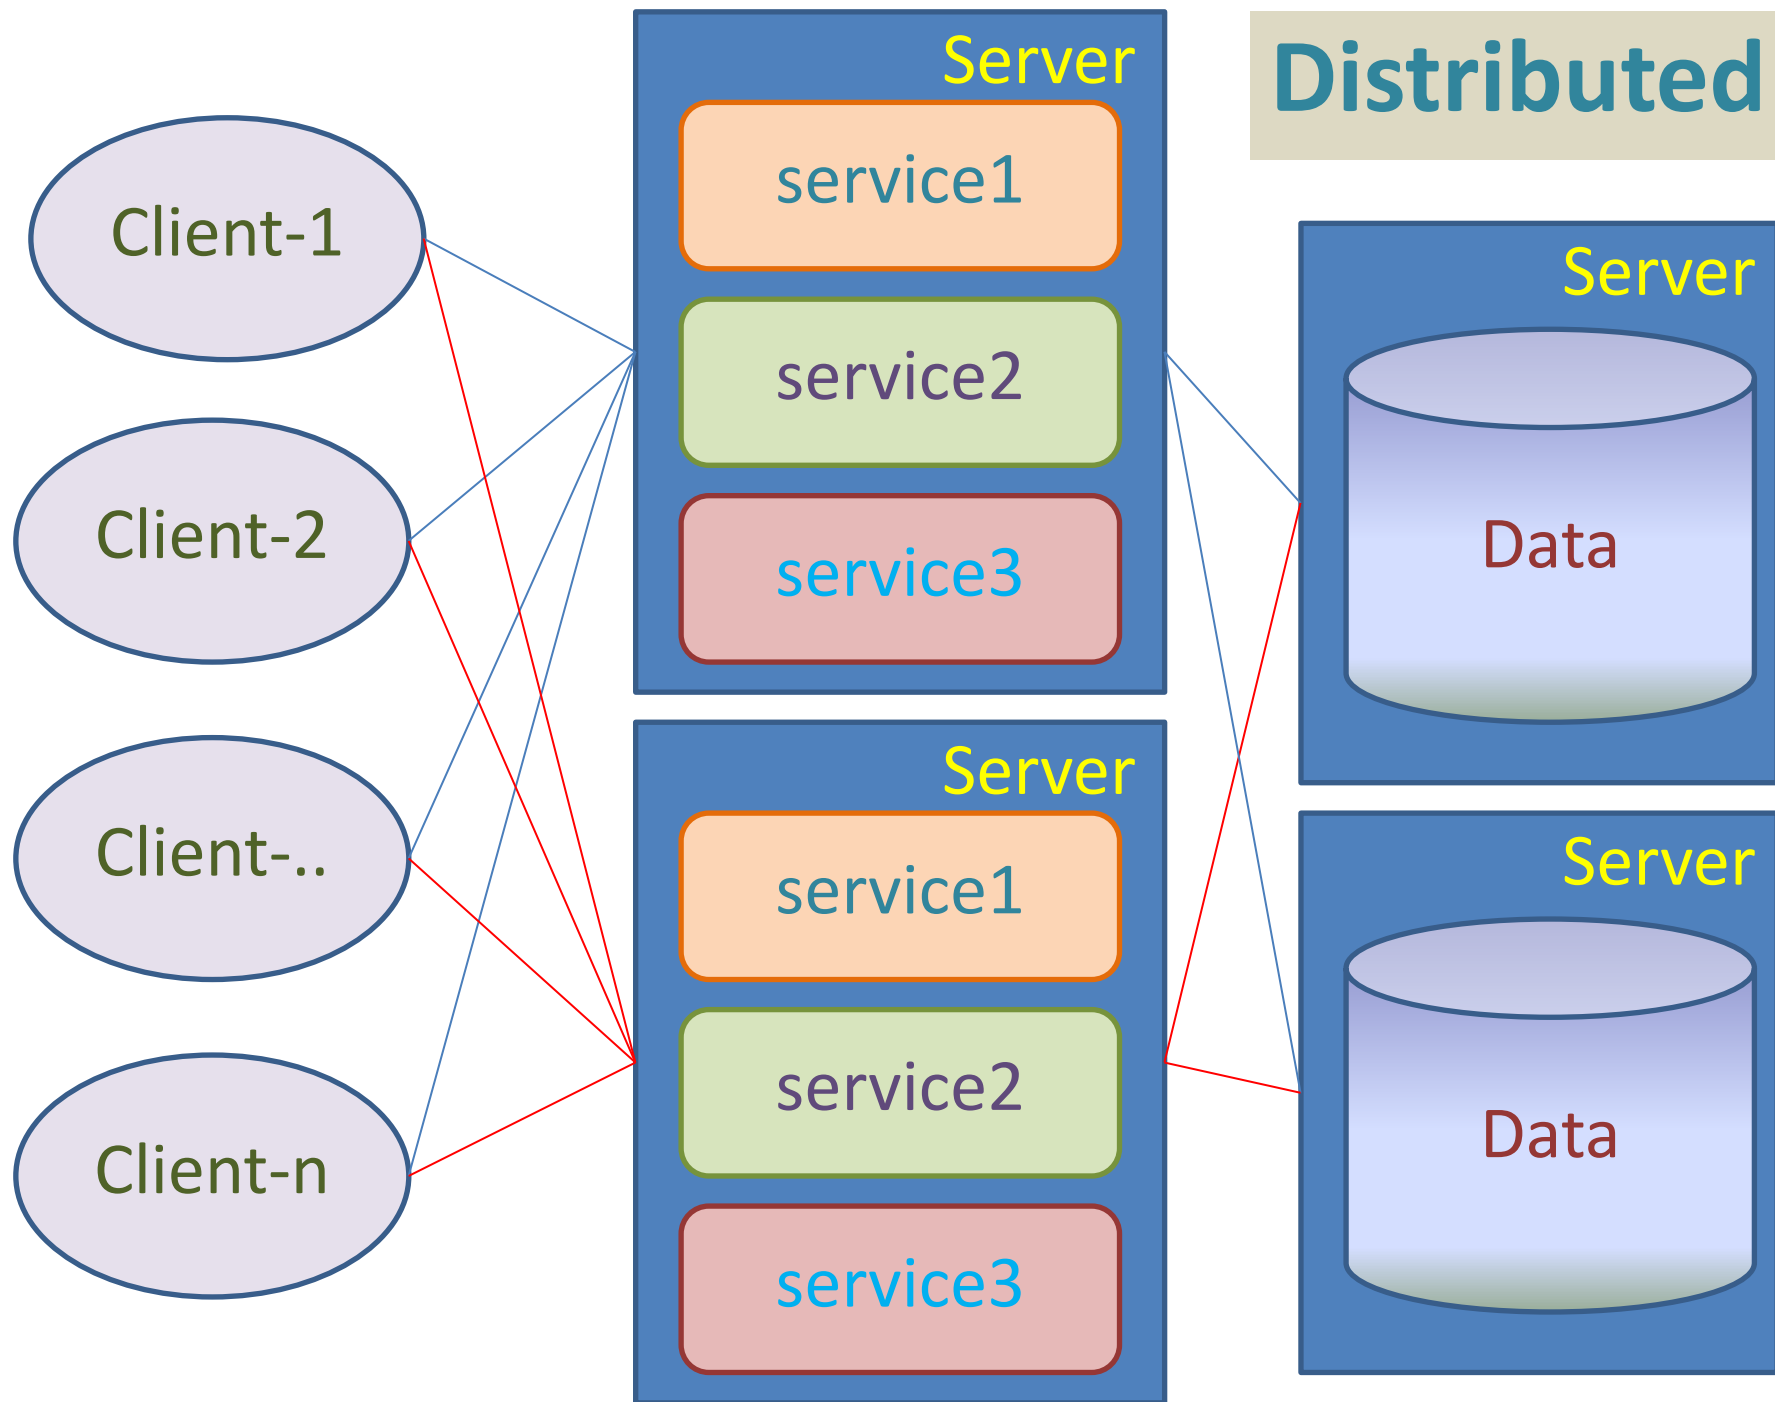 Distributed
Client-1
Client-2
Client-..
Client-n
Server
service1
service2
service3
Server
service1
service2
service3
Server
Data
Server
Data